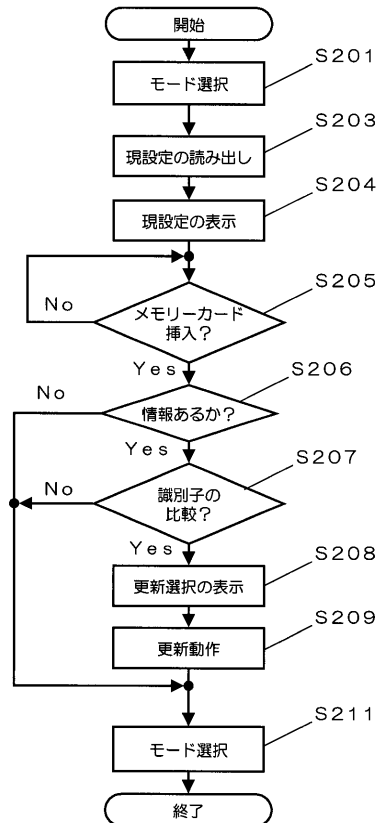 開始
S201
モード選択
S203
現設定の読み出し
S204
現設定の表示
S205
No
メモリーカード
挿入?
Yes
S206
No
情報あるか?
Yes
S207
No
識別子の
比較?
Yes
S208
更新選択の表示
S209
更新動作
S211
モード選択
終了